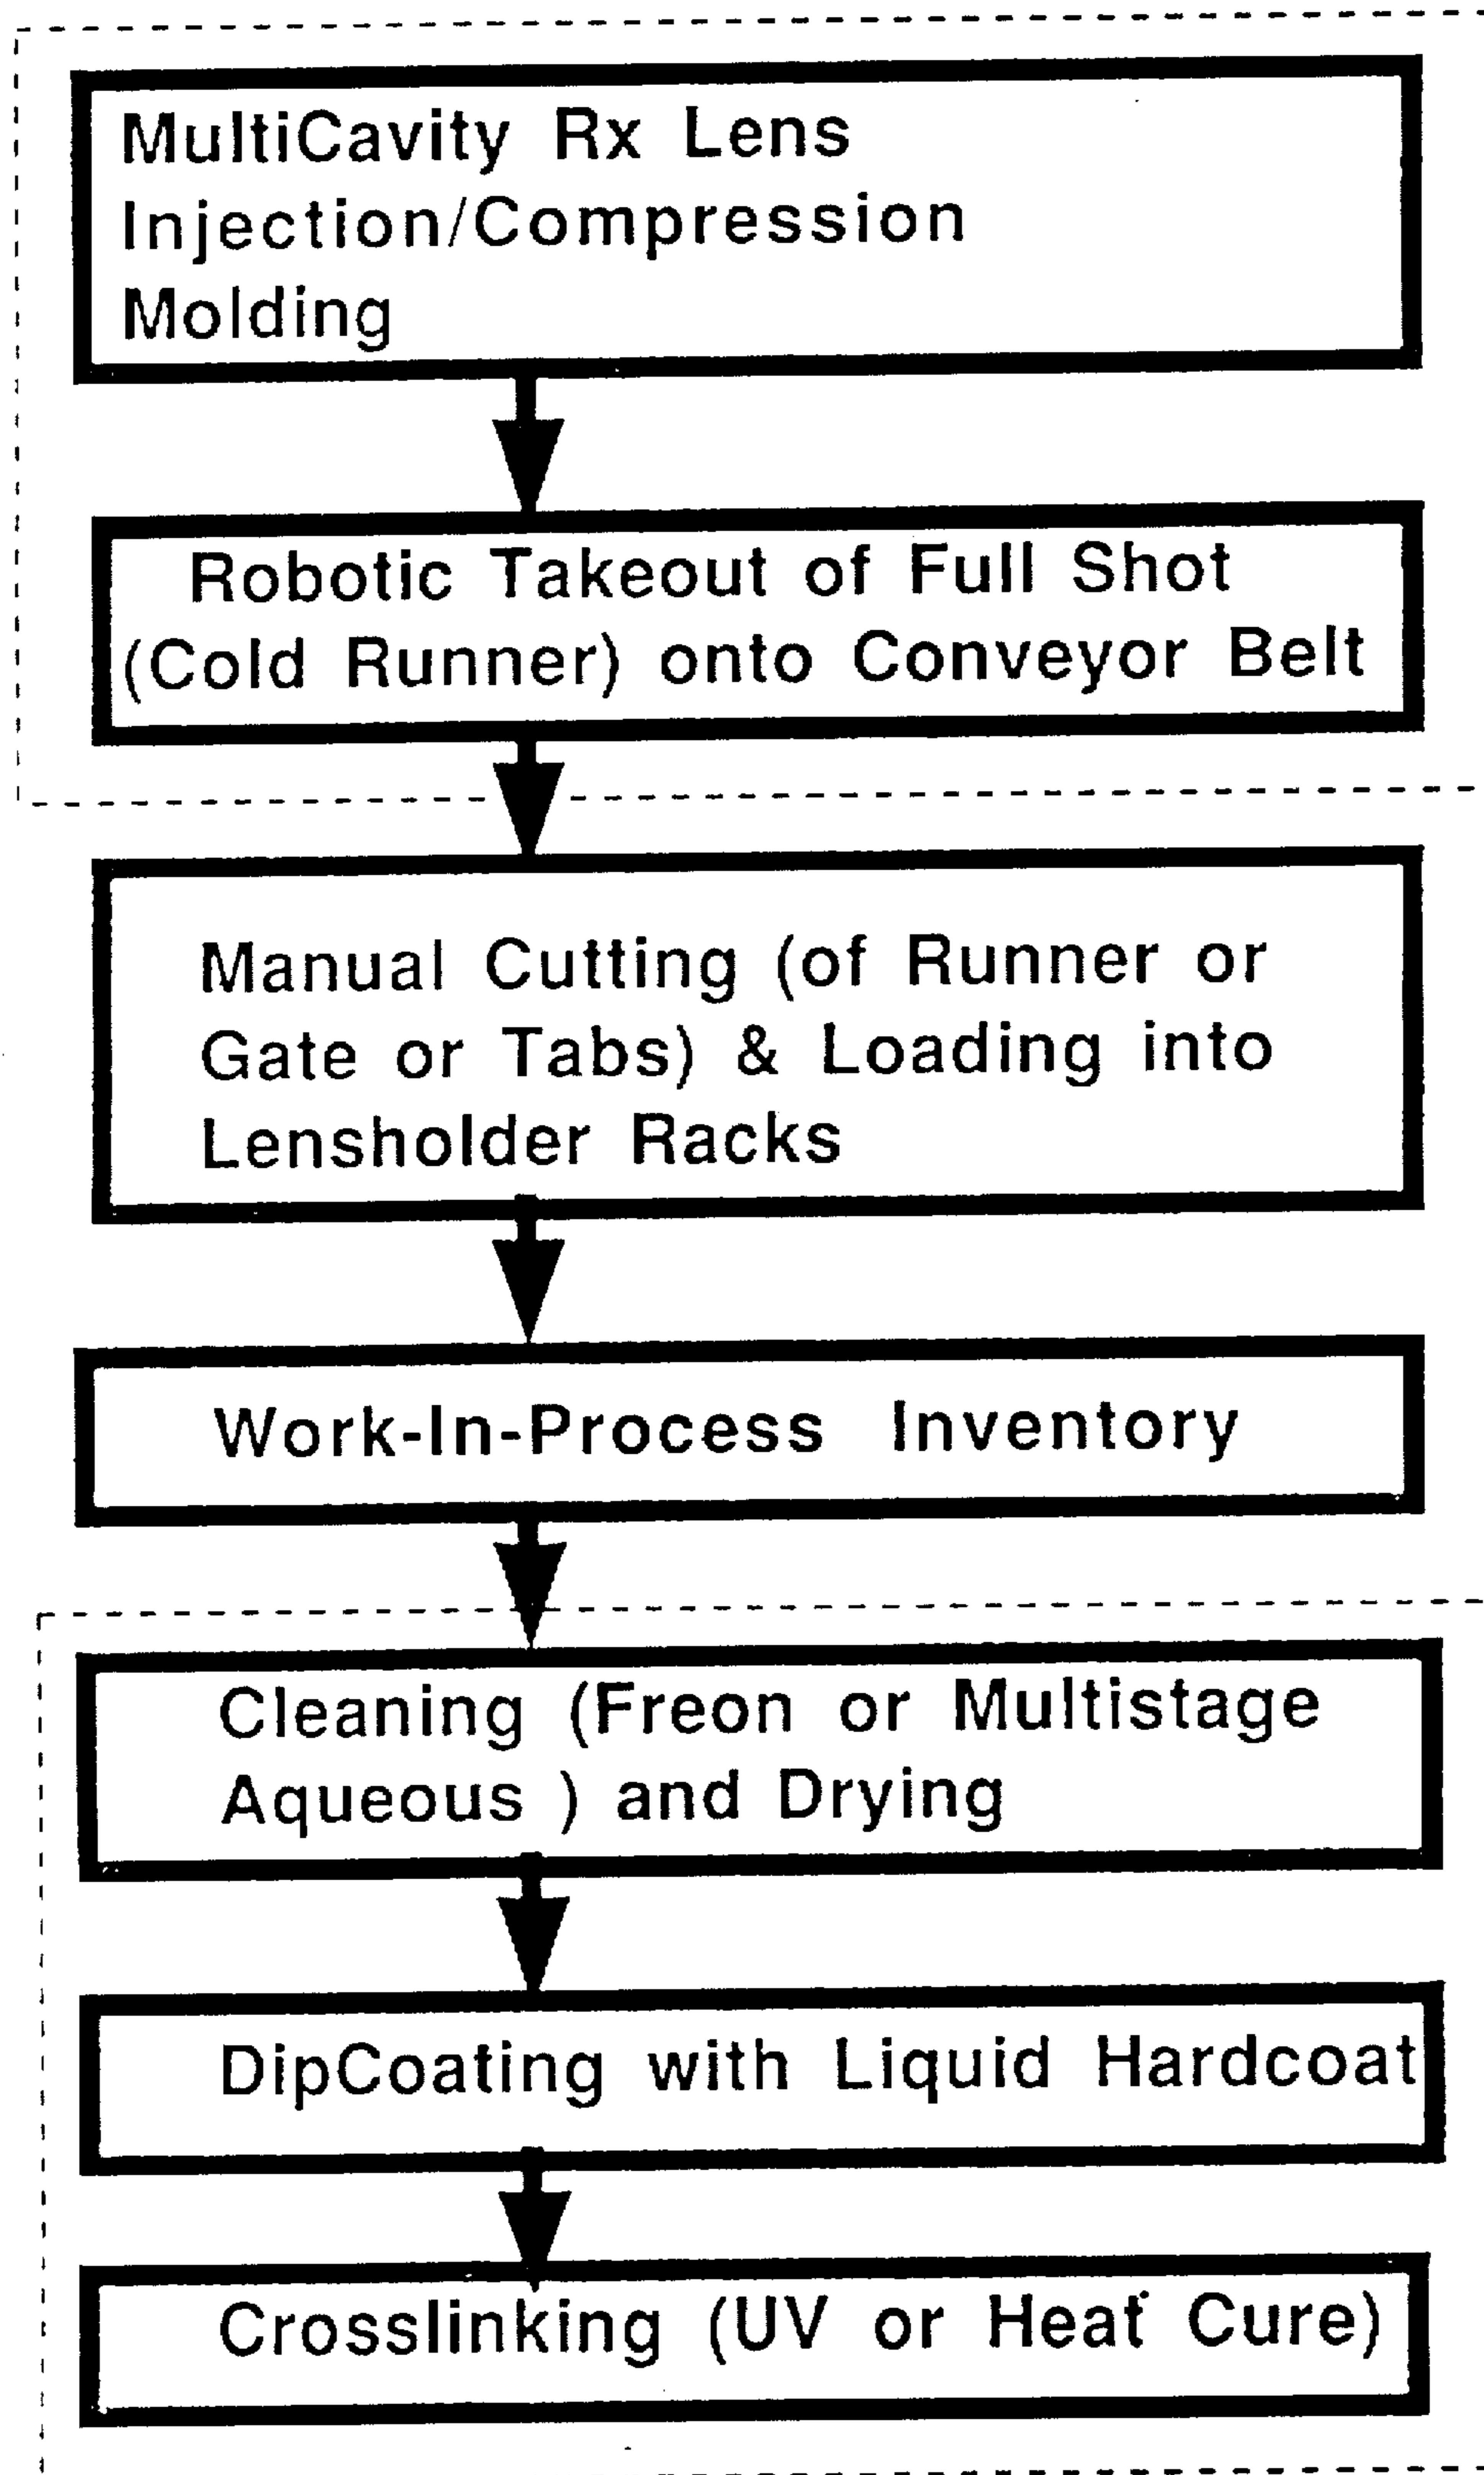 MultiCavity Rx Lens
Injection/Compression
Molding
Robotic Takeout of Full Shot
(Cold Runner) onto Conveyor Belt
Manual Cutting (of Runner or
Gate or Tabs) & Loading into
Lensholder Racks
Work-In-Process Inventory
Cleaning (Freon or Multistage
Aqueous ) and Drying
DipCoating with Liquid Hardcoat
Crosslinking (UV or Heat Cure)